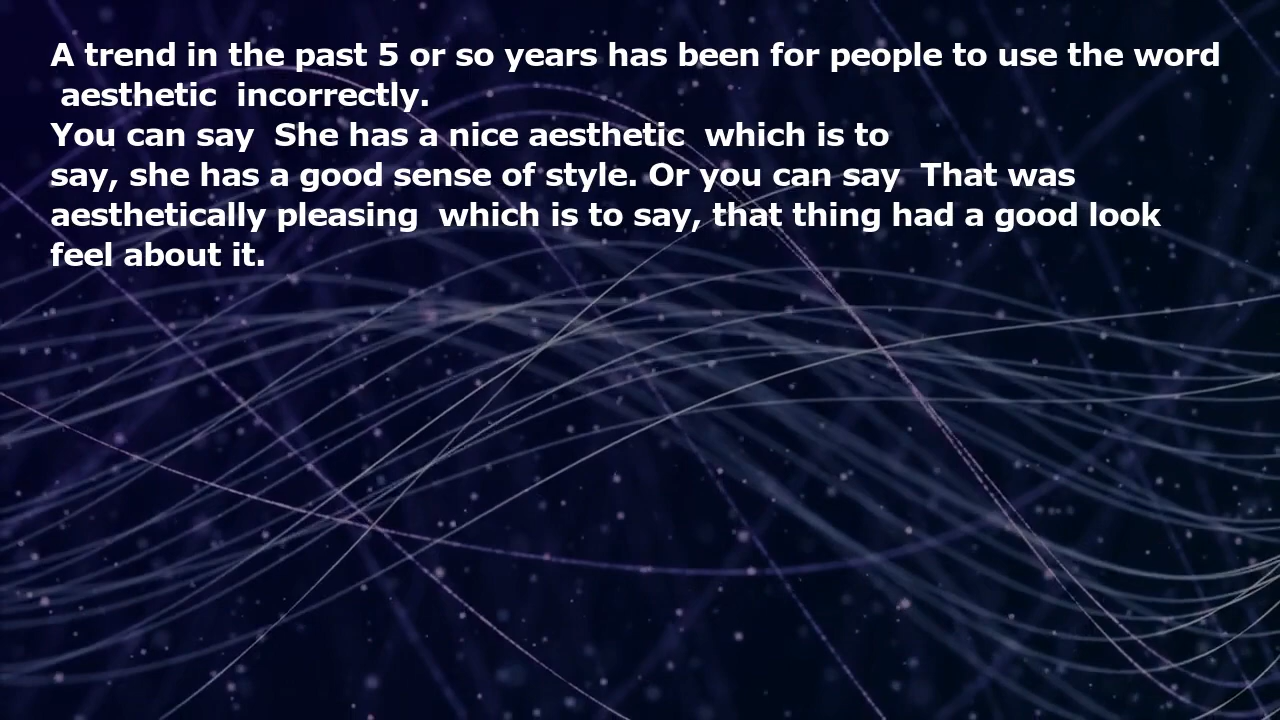 A trend in the past 5 or so years has been for people to use the word
aesthetic  incorrectly.
You can say  She has a nice aesthetic  which is to
say, she has a good sense of style. Or you can say  That was
aesthetically pleasing  which is to say, that thing had a good look
feel about it.